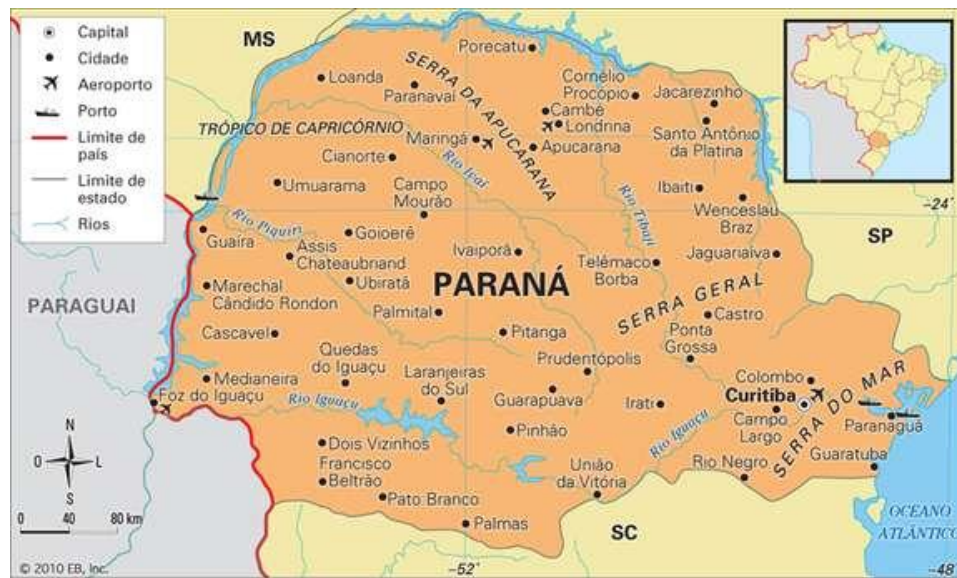 Capital
Cidade
Aeroporto
Porto
Limite de
país
Limite de
estado
Rios
MS
Porecatu
SERRA DA APUCARANA
Loanda
Paranavaí
Cornélio
Procópio
Jacarezinho
Cambé
Londrina
Santo Antônio
da Platina
TRÓPICO DE CAPRICÓRNIO
Maringá
Apucarana
Cianorte
Rio Ivaí
Umuarama
Campo
Mourão
Rio Tibaji
Ibaiti
Wenceslau
Braz
−24
Rio Piquiri
Guaíra
Goioerê
Assis
Chateaubriand
Ivaiporã
Telêmaco
Borba
Jaguariaíva
SP
Ubiratã
PARANÁ
SERRA GERAL
PARAGUAI
Marechal
Cândido Rondon
Palmital
Pitanga
Castro
Cascavel
Ponta
Grossa
Quedas
do Iguaçu
Prudentópolis
Laranjeiras
do Sul
Medianeira
Foz do Iguaçu
Colombo
Curitiba
SERRA DO MAR
Rio Iguaçu
Guarapuava
Irati
Campo
Largo
Paranaguá
Pinhão
Rio Iguaçu
Dois Vizinhos
Francisco
Beltrão
União
da Vitória
Rio Negro
Guaratuba
Pato Branco
Palmas
SC
OCEANO
ATLÂNTICO
N
O
L
S
0 40 80 km
© 2010 EB, Inc.
−52
−48